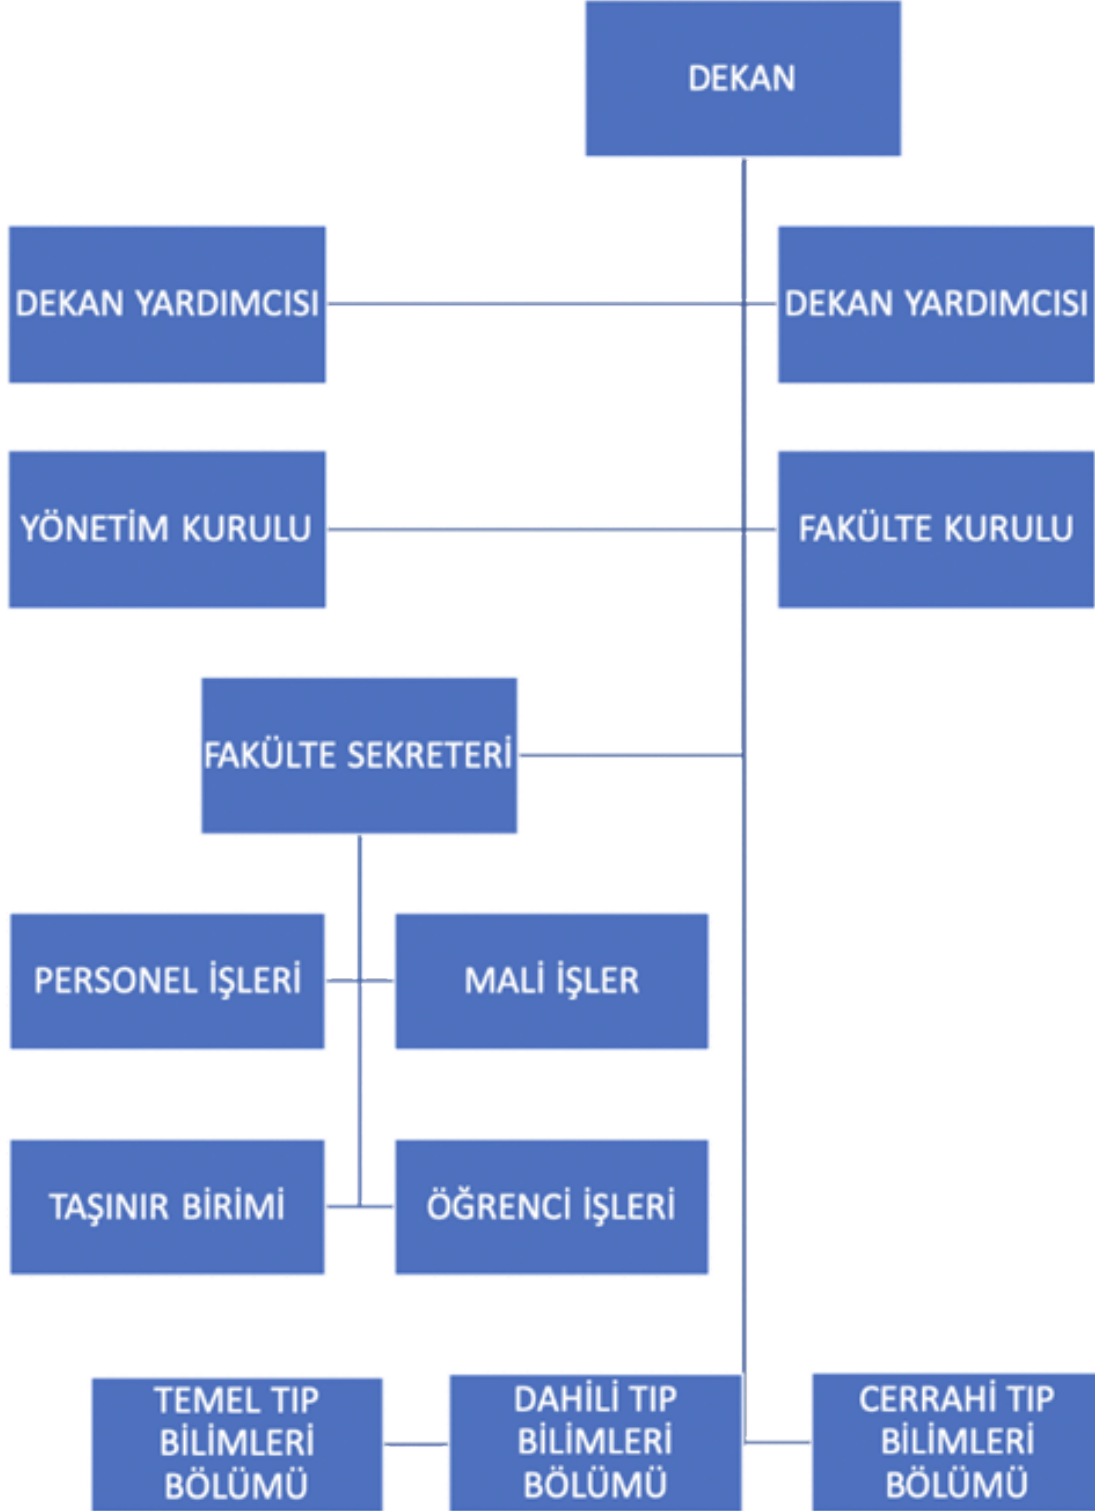 DEKAN
DEKAN YARDIMCISI
DEKAN YARDIMCISI
YÖNETİM KURULU
FAKÜLTE KURULU
FAKÜLTE SEKRETERİ
PERSONEL İŞLERİ
MALİ İŞLER
TAŞINIR BİRİMİ
ÖĞRENCİ İŞLERİ
TEMEL TIP
BİLİMLERİ
BÖLÜMÜ
DAHİLİ TIP
BİLİMLERİ
BÖLÜMÜ
CERRAHİ TIP
BİLİMLERİ
BÖLÜMÜ